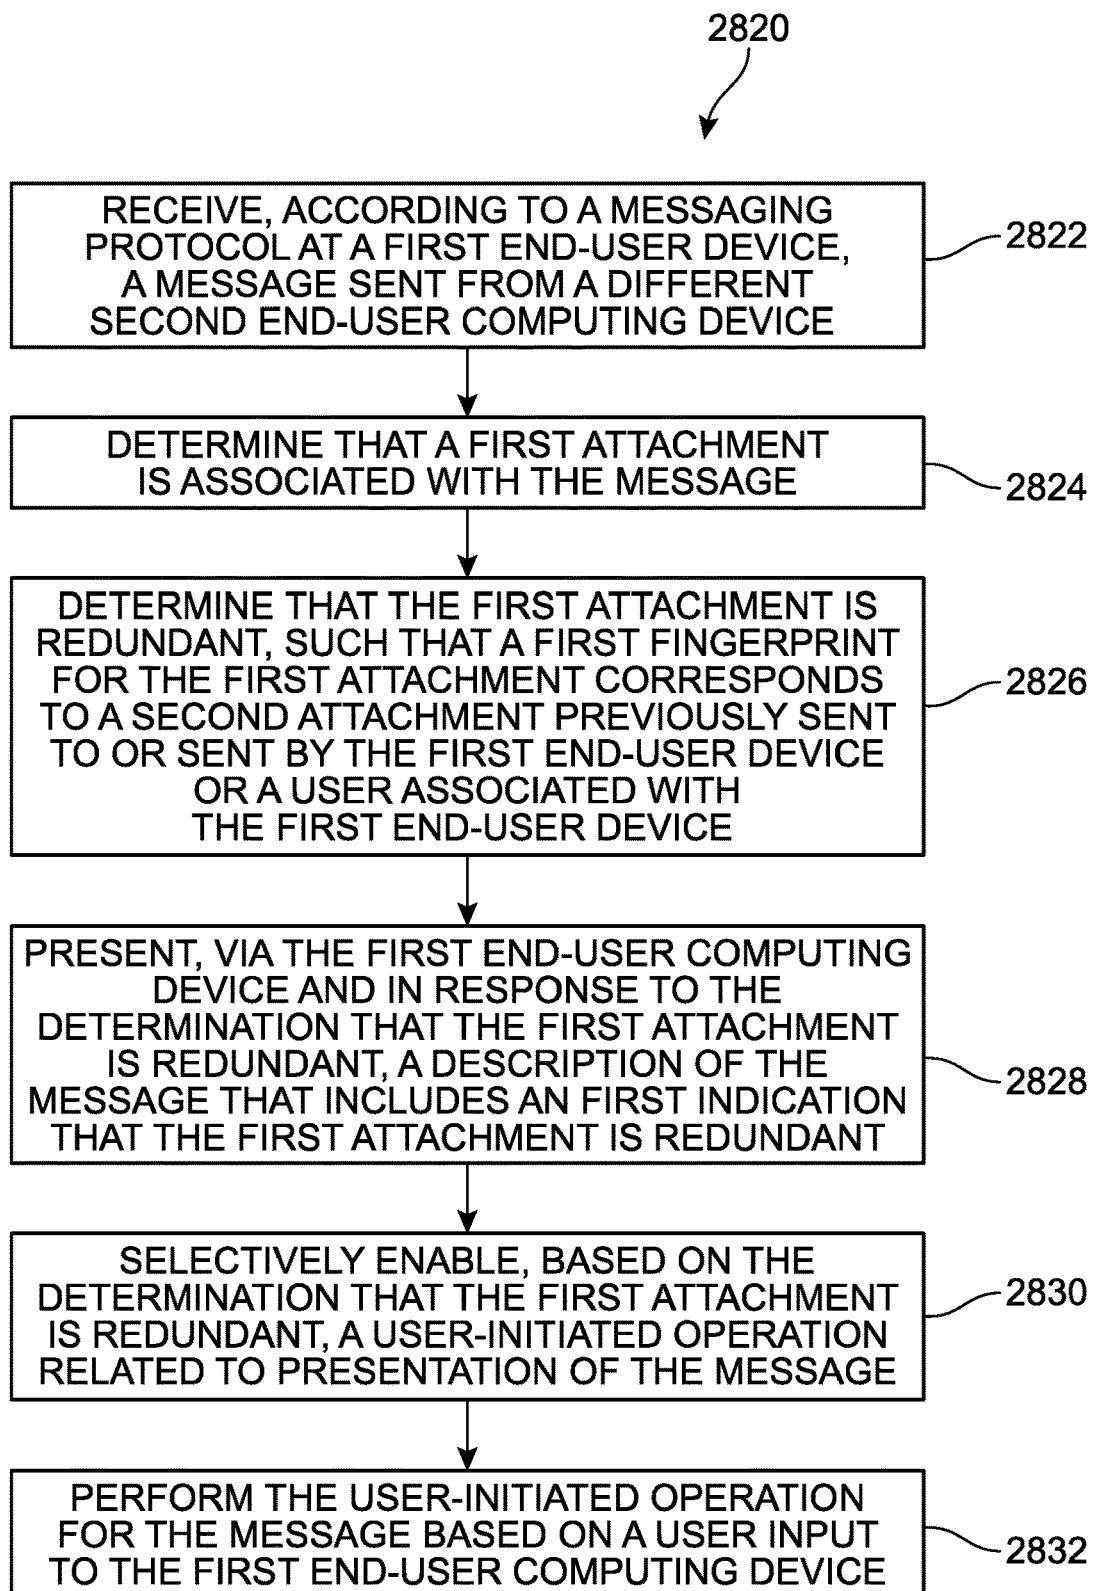 2820
RECEIVE, ACCORDING TO A MESSAGING
PROTOCOL AT A FIRST END-USER DEVICE,
A MESSAGE SENT FROM A DIFFERENT
SECOND END-USER COMPUTING DEVICE
2822
DETERMINE THAT A FIRST ATTACHMENT
IS ASSOCIATED WITH THE MESSAGE
2824
DETERMINE THAT THE FIRST ATTACHMENT IS
REDUNDANT, SUCH THAT A FIRST FINGERPRINT
FOR THE FIRST ATTACHMENT CORRESPONDS
TO A SECOND ATTACHMENT PREVIOUSLY SENT
TO OR SENT BY THE FIRST END-USER DEVICE
OR A USER ASSOCIATED WITH
THE FIRST END-USER DEVICE
2826
PRESENT, VIA THE FIRST END-USER COMPUTING
DEVICE AND IN RESPONSE TO THE
DETERMINATION THAT THE FIRST ATTACHMENT
IS REDUNDANT, A DESCRIPTION OF THE
MESSAGE THAT INCLUDES AN FIRST INDICATION
THAT THE FIRST ATTACHMENT IS REDUNDANT
2828
SELECTIVELY ENABLE, BASED ON THE
DETERMINATION THAT THE FIRST ATTACHMENT
IS REDUNDANT, A USER-INITIATED OPERATION
RELATED TO PRESENTATION OF THE MESSAGE
2830
PERFORM THE USER-INITIATED OPERATION
FOR THE MESSAGE BASED ON A USER INPUT
TO THE FIRST END-USER COMPUTING DEVICE
2832